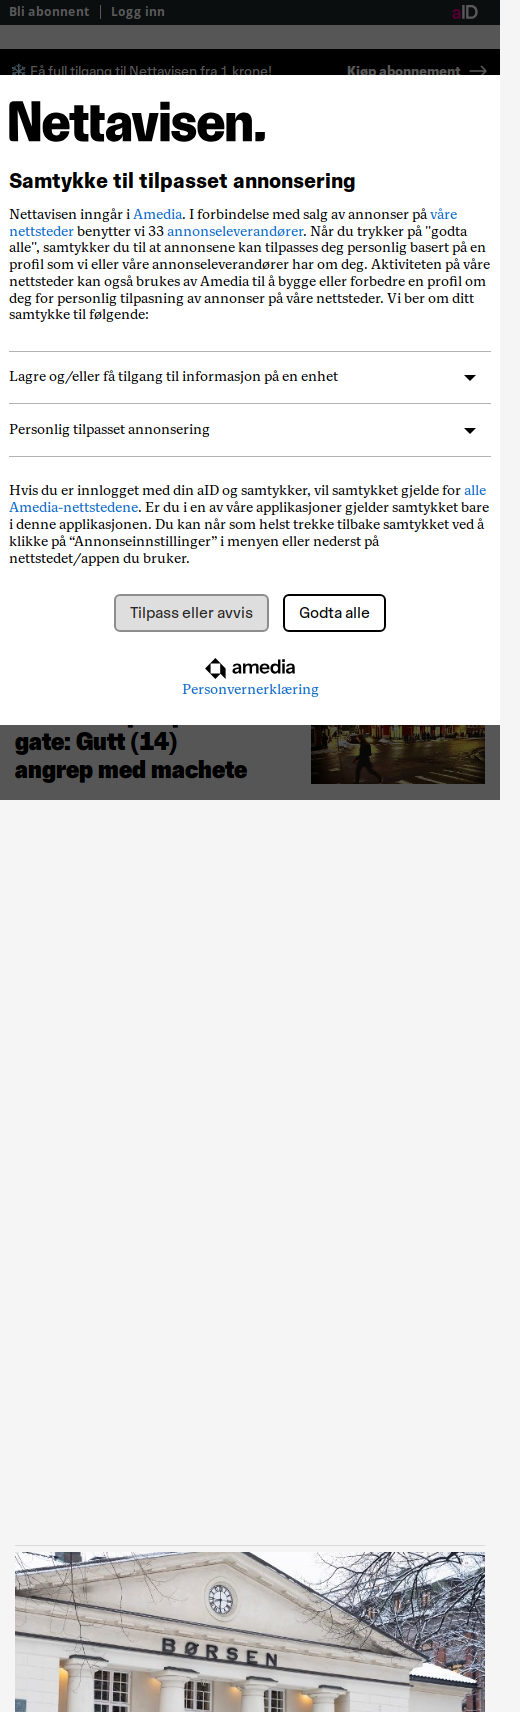 Bli abonnent | Logg inn
aID
Få full tilgang til Nettavisen fra 1 krone!
Kjøp abonnement →
Nettavisen.
Samtykke til tilpasset annonsering
Nettavisen inngår i Amedia. I forbindelse med salg av annonser på våre
nettsteder benytter vi 33 annonseleverandører. Når du trykker på "godta
alle", samtykker du til at annonsene kan tilpasses deg personlig basert på en
profil som vi eller våre annonseleverandører har om deg. Aktiviteten på våre
nettsteder kan også brukes av Amedia til å bygge eller forbedre en profil om
deg for personlig tilpasning av annonser på våre nettsteder. Vi ber om ditt
samtykke til følgende:
Lagre og/eller få tilgang til informasjon på en enhet
Personlig tilpasset annonsering
Hvis du er innlogget med din aID og samtykker, vil samtykket gjelde for alle
Amedia-nettstedene. Er du i en av våre applikasjoner gjelder samtykket bare
i denne applikasjonen. Du kan når som helst trekke tilbake samtykket ved å
klikke på “Annonseinnstillinger” i menyen eller nederst på
nettstedet/appen du bruker.
Tilpass eller avvis
Godta alle
amedia
Personvernerklæring
gate: Gutt (14)
angrep med machete
BØRSEN